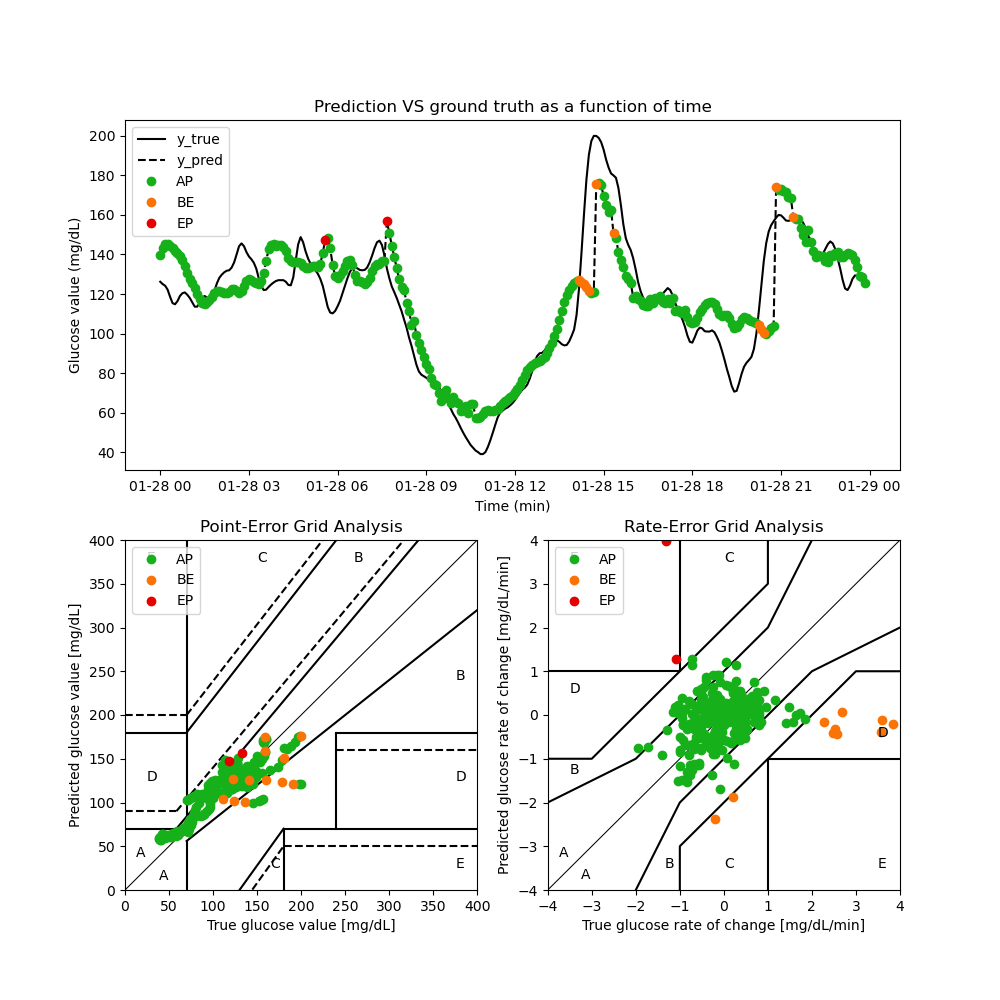 Prediction VS ground truth as a function of time
Glucose value (mg/dL)
200
180
160
140
120
100
80
60
40
y_true
y_pred
AP
BE
EP
01-28 00 01-28 03 01-28 06 01-28 09 01-28 12 01-28 15 01-28 18 01-28 21 01-29 00
Time (min)
Point-Error Grid Analysis
Predicted glucose value [mg/dL]
400
350
300
250
200
150
100
50
0
AP
BE
EP
C B
B
D D
A
A
C
E
0 50 100 150 200 250 300 350 400
True glucose value [mg/dL]
Rate-Error Grid Analysis
Predicted glucose rate of change [mg/dL/min]
4
3
2
1
0
−1
−2
−3
−4
AP
BE
EP
C
D
D
B
A
A
B C E
−4 −3 −2 −1 0 1 2 3 4
True glucose rate of change [mg/dL/min]